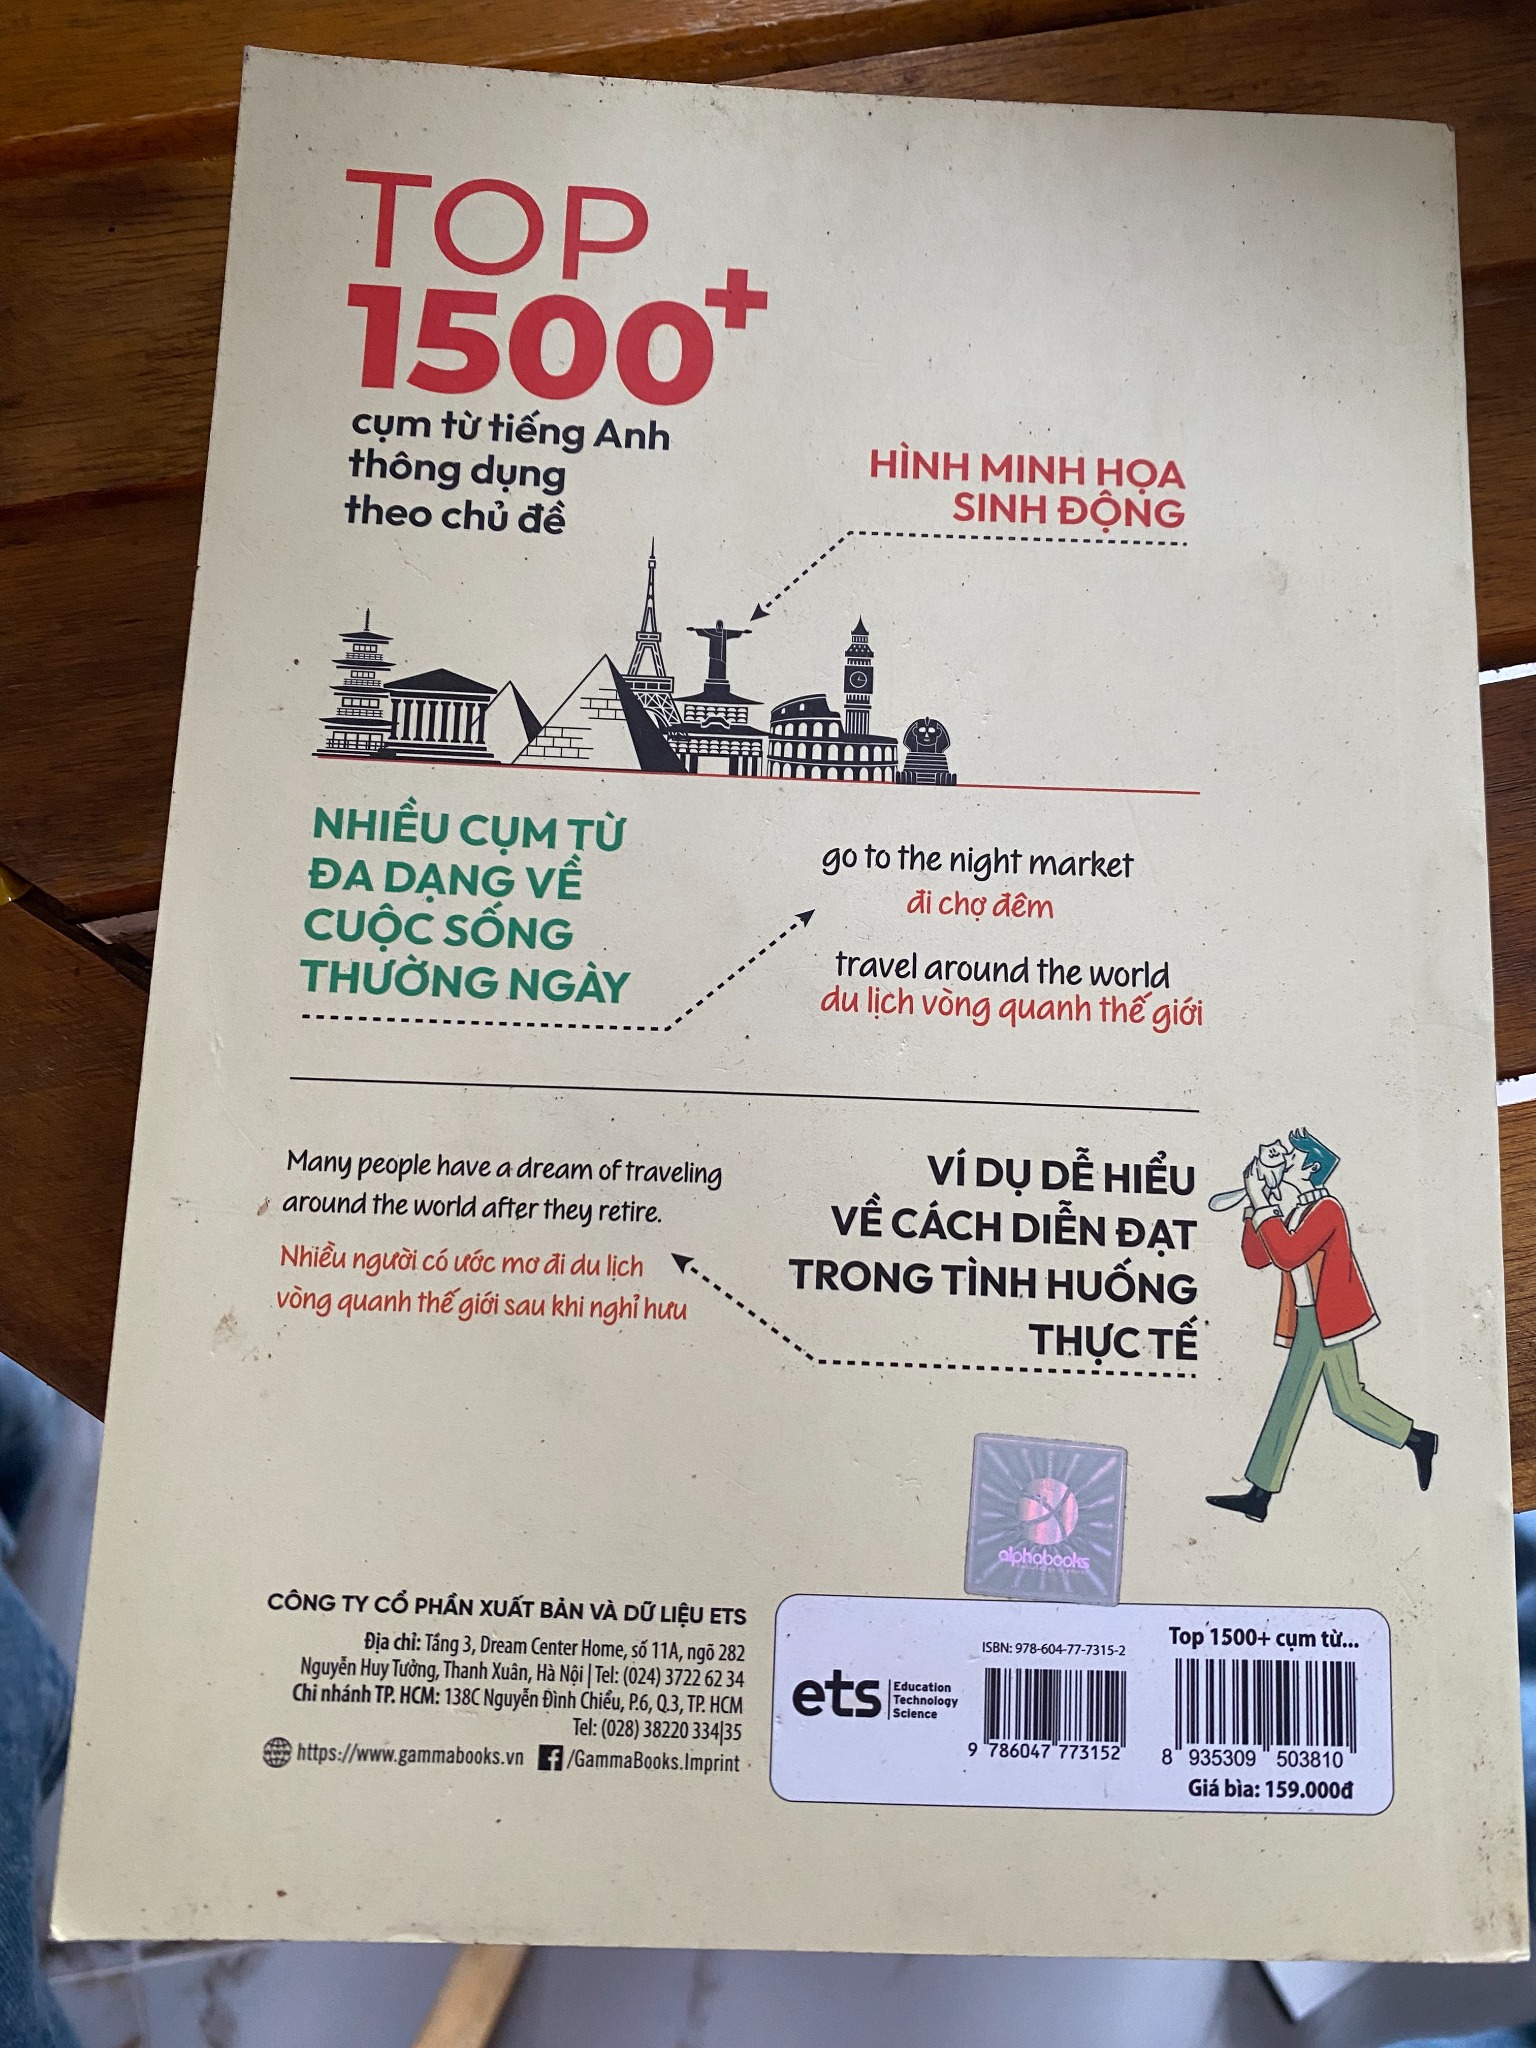 TOP
1500+
cụm từ tiếng Anh
thông dụng
theo chủ đề
HÌNH MINH HỌA
SINH ĐỘNG
NHIỀU CỤM TỪ
ĐA DẠNG VỀ
CUỘC SỐNG
THƯỜNG NGÀY
go to the night market
đi chợ đêm
travel around the world
du lịch vòng quanh thế giới
Many people have a dream of traveling
around the world after they retire.
Nhiều người có ước mơ đi du lịch
vòng quanh thế giới sau khi nghỉ hưu
VÍ DỤ DỄ HIỂU
VỀ CÁCH DIỄN ĐẠT
TRONG TÌNH HUỐNG
THỰC TẾ
alphabooks
CÔNG TY CỔ PHẦN XUẤT BẢN VÀ DỮ LIỆU ETS
Địa chỉ: Tầng 3, Dream Center Home, số 11A, ngõ 282
Nguyễn Huy Tưởng, Thanh Xuân, Hà Nội | Tel: (024) 3722 62 34
Chi nhánh TP. HCM: 138C Nguyễn Đình Chiểu, P.6, Q.3, TP. HCM
Tel: (028) 38220 334|35
https://www.gammabooks.vn /GammaBooks.Imprint
ets Education
Technology
Science
ISBN: 978-604-77-7315-2
9 786047 773152
Top 1500+ cụm từ...
8 935309 503810
Giá bìa: 159.000đ